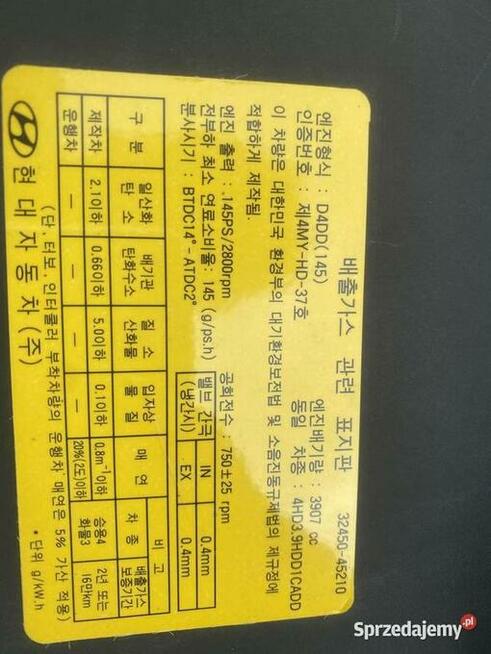 배출가스 관련 표지판 32450-45210
엔진형식 : D4DD(145) 엔진배기량 : 3907 cc
인증번호 : 제4MY-HD-37호 동일 차종 : 4HD3.9HDD1CADD
이 차량은 대한민국 환경부의 대기환경보전법 및 소음진동규제법의 제규정에
적합하게 제작됨.
엔진 출력 : 145PS/2800rpm 공회전수 : 750±25 rpm
전부하 최소 연료소비율: 145 (g/ps.h) 밸브 간극 IN 0.4mm
분사시기 : BTDC14°- ATDC2° (냉간시) EX 0.4mm
구 분 일산화 탄소 배기관 탄화수소 질소 산화물 입자상 물질 매연 비고
차종 배출가스 보증기간
제작차 2.1이하 0.66이하 5.0이하 0.1이하 0.8m⁻¹이하 승용4 화물3 2년 또는 16만km
운행차 — — — — 20%(2도)이하
(단, 터보, 인터쿨러 부착차량의 운행차 매연은 5% 가산 적용)
현대자동차(주) * 단위 g/kW.h
Sprzedajemy.pl